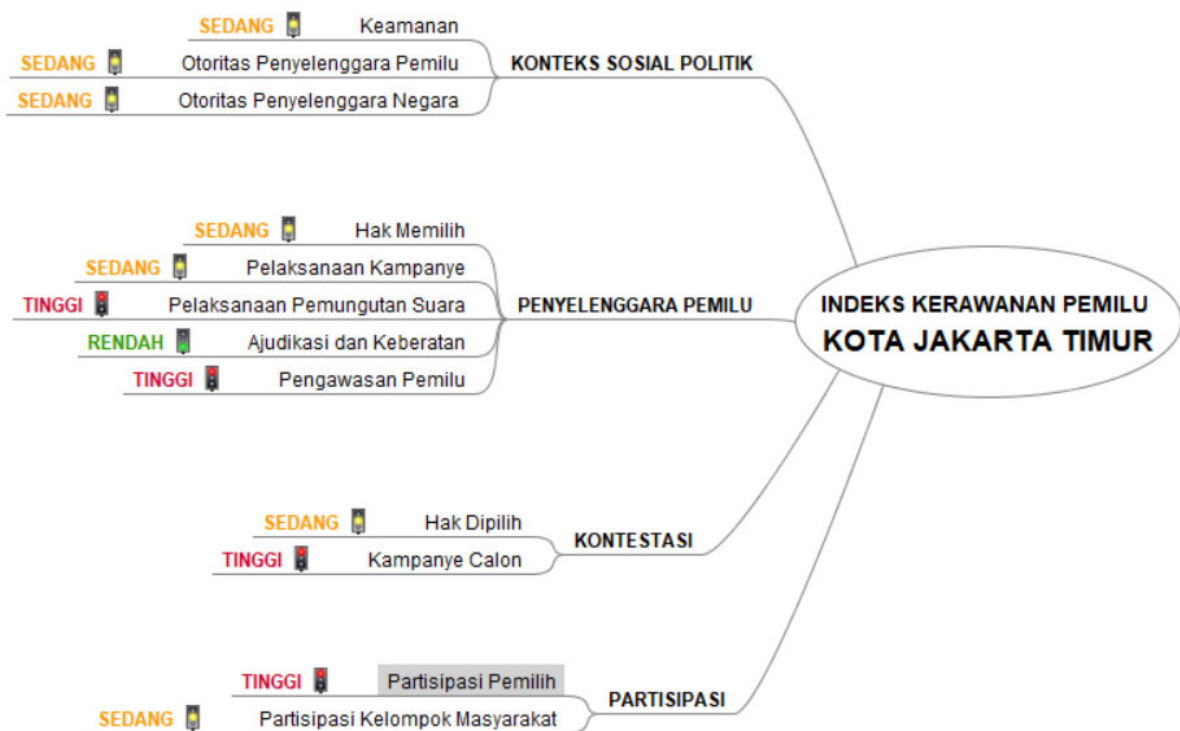 SEDANG Keamanan
SEDANG Otoritas Penyelenggara Pemilu
SEDANG Otoritas Penyelenggara Negara
KONTEKS SOSIAL POLITIK
SEDANG Hak Memilih
SEDANG Pelaksanaan Kampanye
TINGGI Pelaksanaan Pemungutan Suara
RENDAH Ajudikasi dan Keberatan
TINGGI Pengawasan Pemilu
PENYELENGGARA PEMILU
INDEKS KERAWANAN PEMILU
KOTA JAKARTA TIMUR
SEDANG Hak Dipilih
TINGGI Kampanye Calon
KONTESTASI
TINGGI Partisipasi Pemilih
SEDANG Partisipasi Kelompok Masyarakat
PARTISIPASI